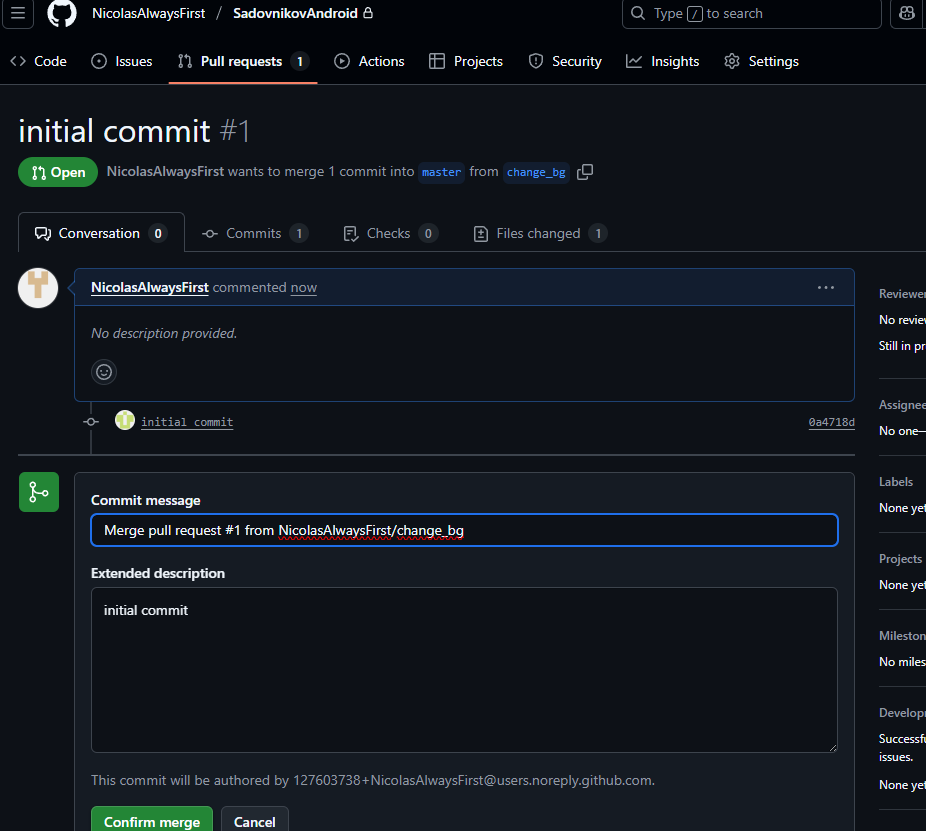 NicolasAlwaysFirst / SadovnikovAndroid
Type / to search
Code Issues Pull requests 1 Actions Projects Security Insights Settings
initial commit #1
Open NicolasAlwaysFirst wants to merge 1 commit into master from change_bg
Conversation 0 Commits 1 Checks 0 Files changed 1
NicolasAlwaysFirst commented now
No description provided.
initial commit 0a4718d
Commit message
Merge pull request #1 from NicolasAlwaysFirst/change_bg
Extended description
initial commit
This commit will be authored by 127603738+NicolasAlwaysFirst@users.noreply.github.com.
Confirm merge Cancel
Reviewer
No revie
Still in pr
Assignee
No one—
Labels
None yet
Projects
None yet
Mileston
No miles
Develop
Successfu
issues.
None yet